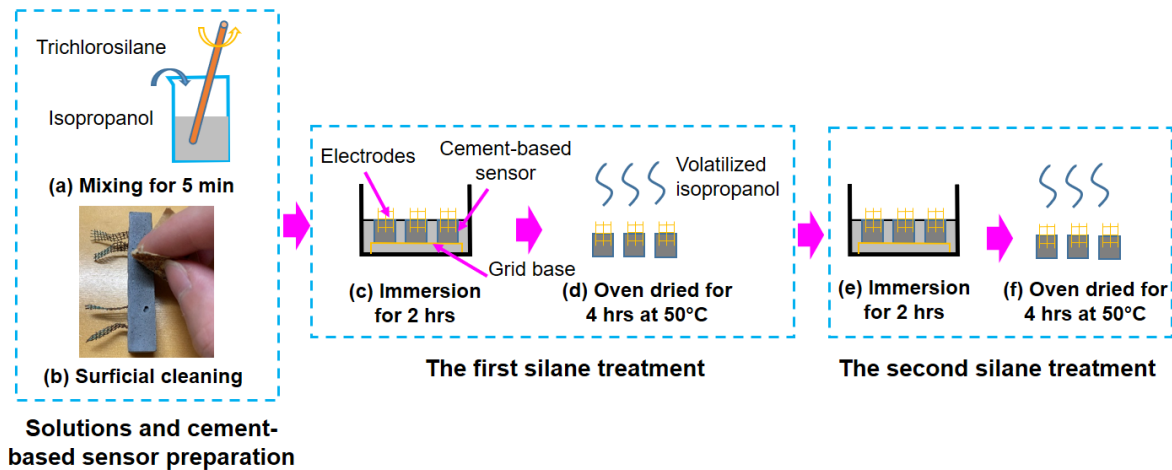 Trichlorosilane
Isopropanol
(a) Mixing for 5 min
(b) Surficial cleaning
Solutions and cement-
based sensor preparation
Electrodes
Cement-based
sensor
Grid base
(c) Immersion
for 2 hrs
Volatilized
isopropanol
(d) Oven dried for
4 hrs at 50°C
The first silane treatment
(e) Immersion
for 2 hrs
(f) Oven dried for
4 hrs at 50°C
The second silane treatment